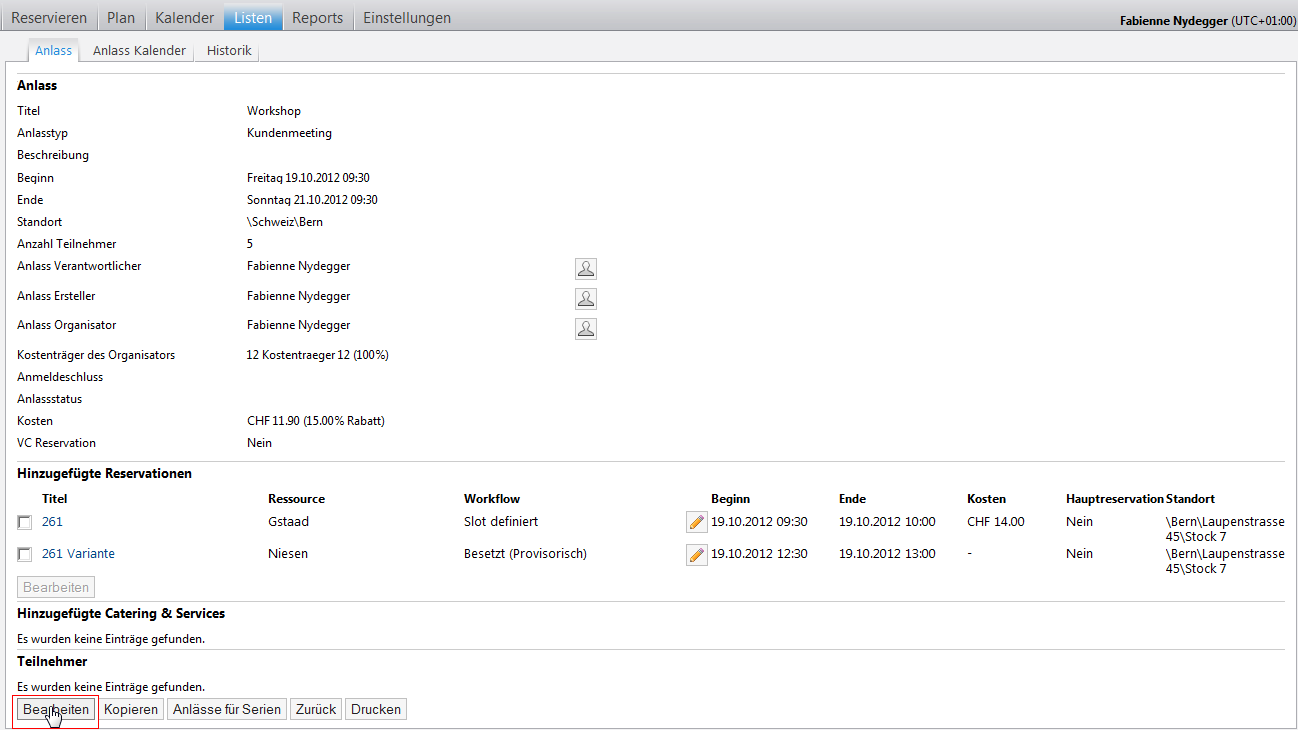 Reservieren Plan Kalender Listen Reports Einstellungen Fabienne Nydegger (UTC+01:00)
Anlass Anlass Kalender Historik
Anlass
Titel Workshop
Anlasstyp Kundenmeeting
Beschreibung
Beginn Freitag 19.10.2012 09:30
Ende Sonntag 21.10.2012 09:30
Standort \Schweiz\Bern
Anzahl Teilnehmer 5
Anlass Verantwortlicher Fabienne Nydegger
Anlass Ersteller Fabienne Nydegger
Anlass Organisator Fabienne Nydegger
Kostenträger des Organisators 12 Kostentraeger 12 (100%)
Anmeldeschluss
Anlassstatus
Kosten CHF 11.90 (15.00% Rabatt)
VC Reservation Nein
Hinzugefügte Reservationen
Titel Ressource Workflow Beginn Ende Kosten Hauptreservation Standort
261 Gstaad Slot definiert 19.10.2012 09:30 19.10.2012 10:00 CHF 14.00 Nein \Bern\Laupenstrasse
45\Stock 7
261 Variante Niesen Besetzt (Provisorisch) 19.10.2012 12:30 19.10.2012 13:00 - Nein \Bern\Laupenstrasse
45\Stock 7
Bearbeiten
Hinzugefügte Catering & Services
Es wurden keine Einträge gefunden.
Teilnehmer
Es wurden keine Einträge gefunden.
Bearbeiten Kopieren Anlässe für Serien Zurück Drucken